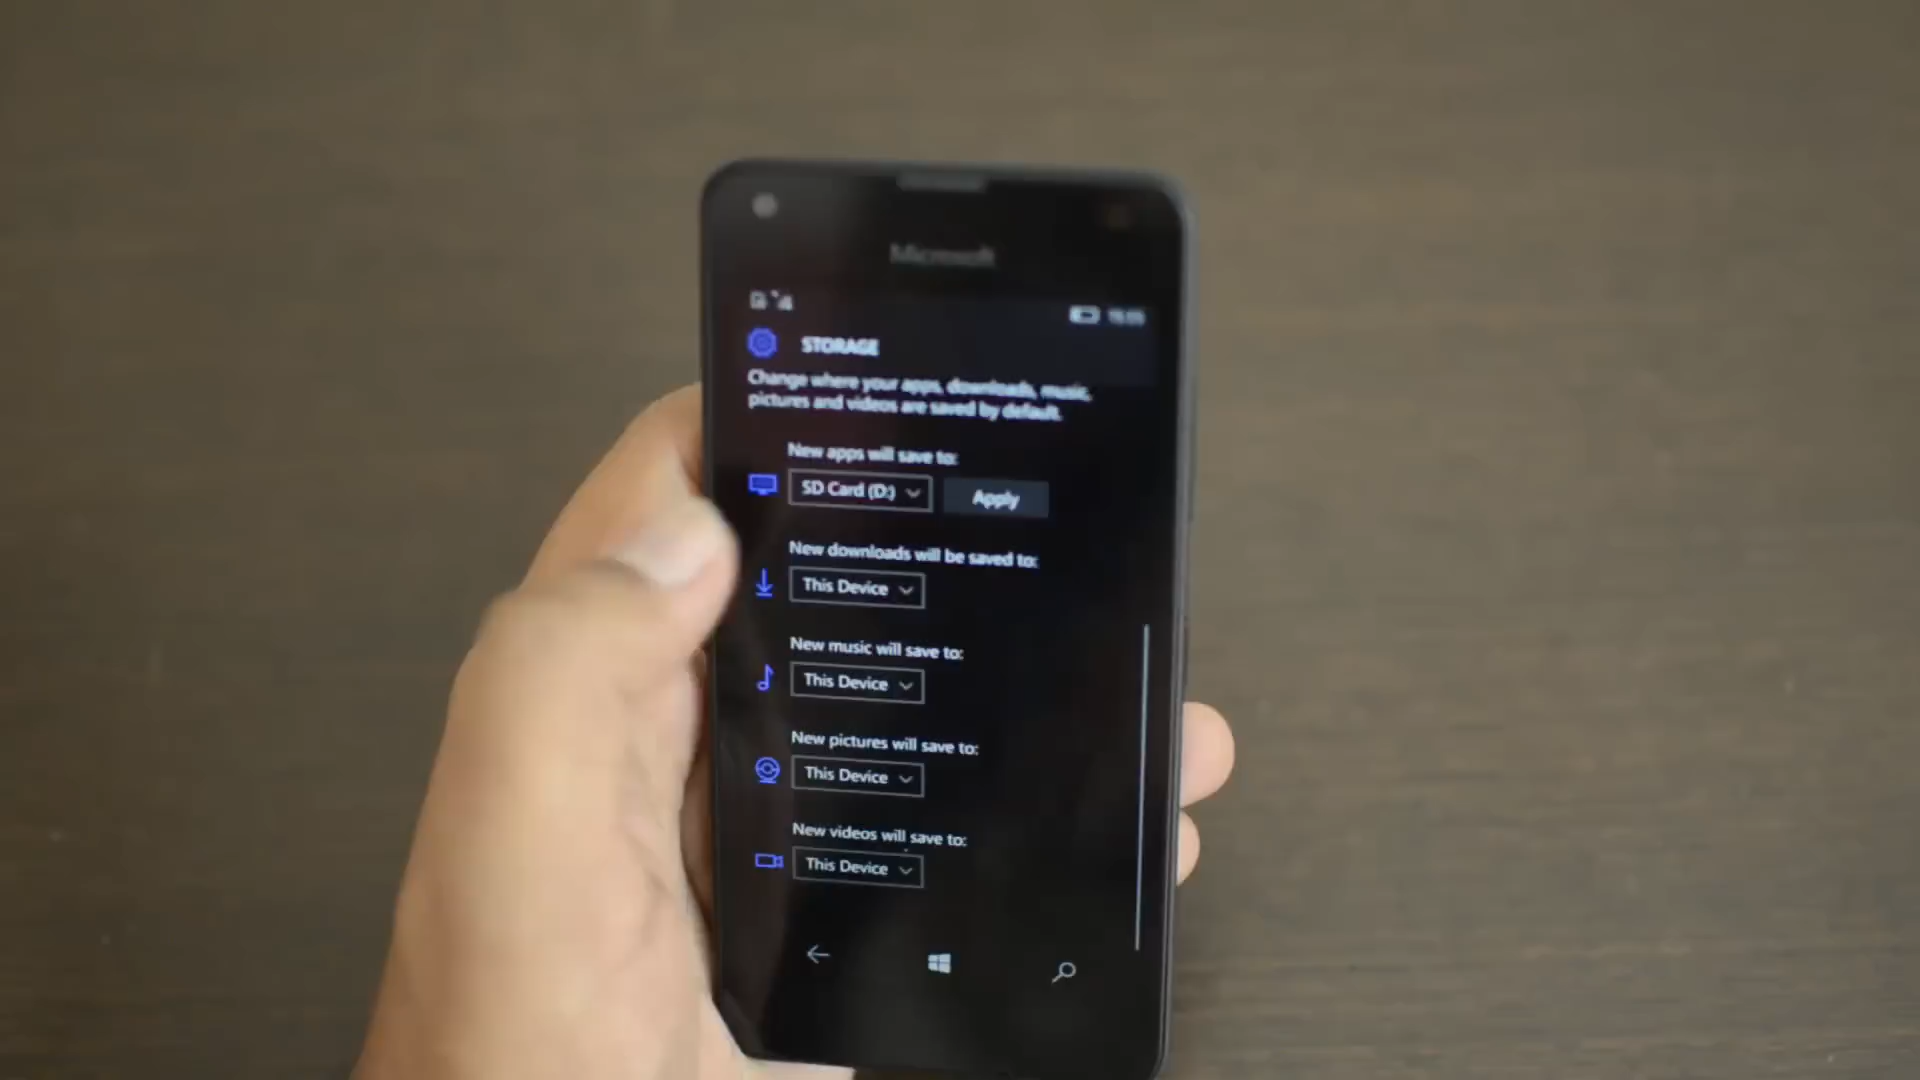 Microsoft
STORAGE
Change where your apps, downloads, music,
pictures and videos are saved by default.
New apps will save to:
SD Card (D:)
Apply
New downloads will be saved to:
This Device
New music will save to:
This Device
New pictures will save to:
This Device
New videos will save to:
This Device